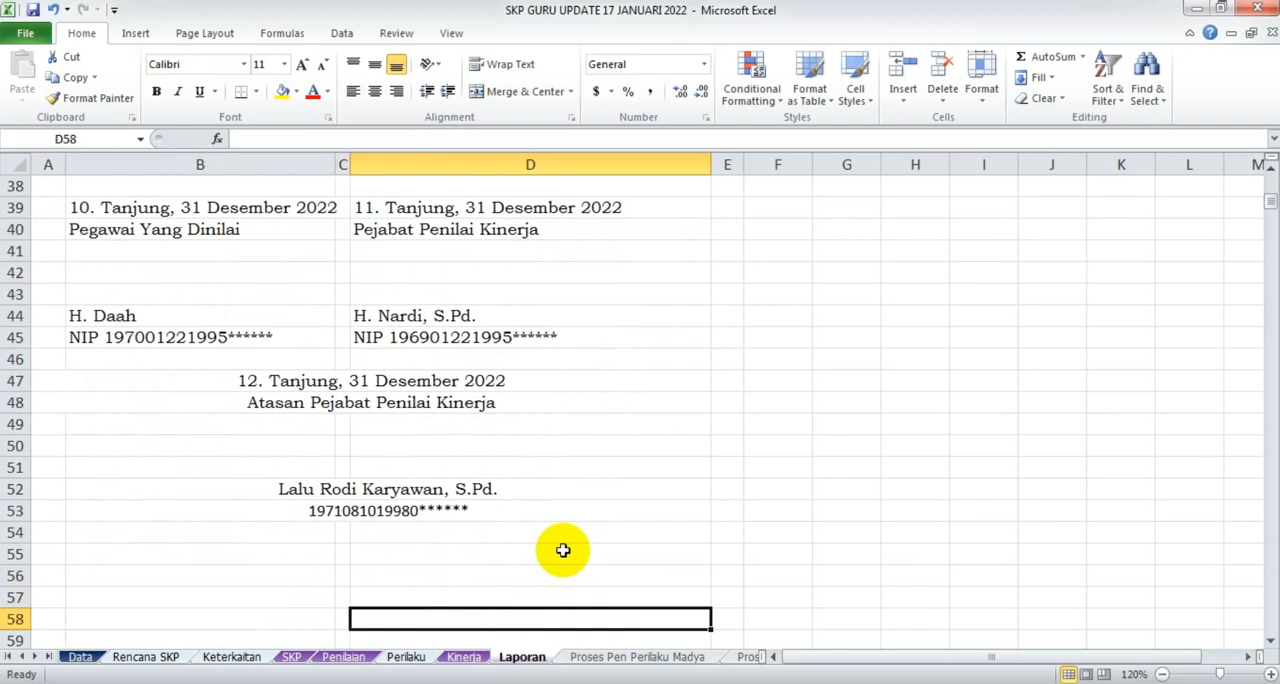 SKP GURU UPDATE 17 JANUARI 2022 - Microsoft Excel
File Home Insert Page Layout Formulas Data Review View
Cut
Copy
Format Painter
Paste
Clipboard
Calibri 11
B I U
Font
Wrap Text
Merge & Center
Alignment
General
$ % ,
Number
Conditional Formatting
Format as Table
Cell Styles
Styles
Insert Delete Format
Cells
Σ AutoSum
Fill
Clear
Sort & Filter
Find & Select
Editing
D58 fx
A B C D E F G H I J K L M
38
39 10. Tanjung, 31 Desember 2022 11. Tanjung, 31 Desember 2022
40 Pegawai Yang Dinilai Pejabat Penilai Kinerja
41
42
43
44 H. Daah H. Nardi, S.Pd.
45 NIP 197001221995****** NIP 196901221995******
46
47 12. Tanjung, 31 Desember 2022
48 Atasan Pejabat Penilai Kinerja
49
50
51
52 Lalu Rodi Karyawan, S.Pd.
53 1971081019980******
54
55
56
57
58
59
Data Rencana SKP Keterkaitan SKP Penilaian Perilaku Kinerja Laporan Proses Pen Perilaku Madya Pros
Ready 120%